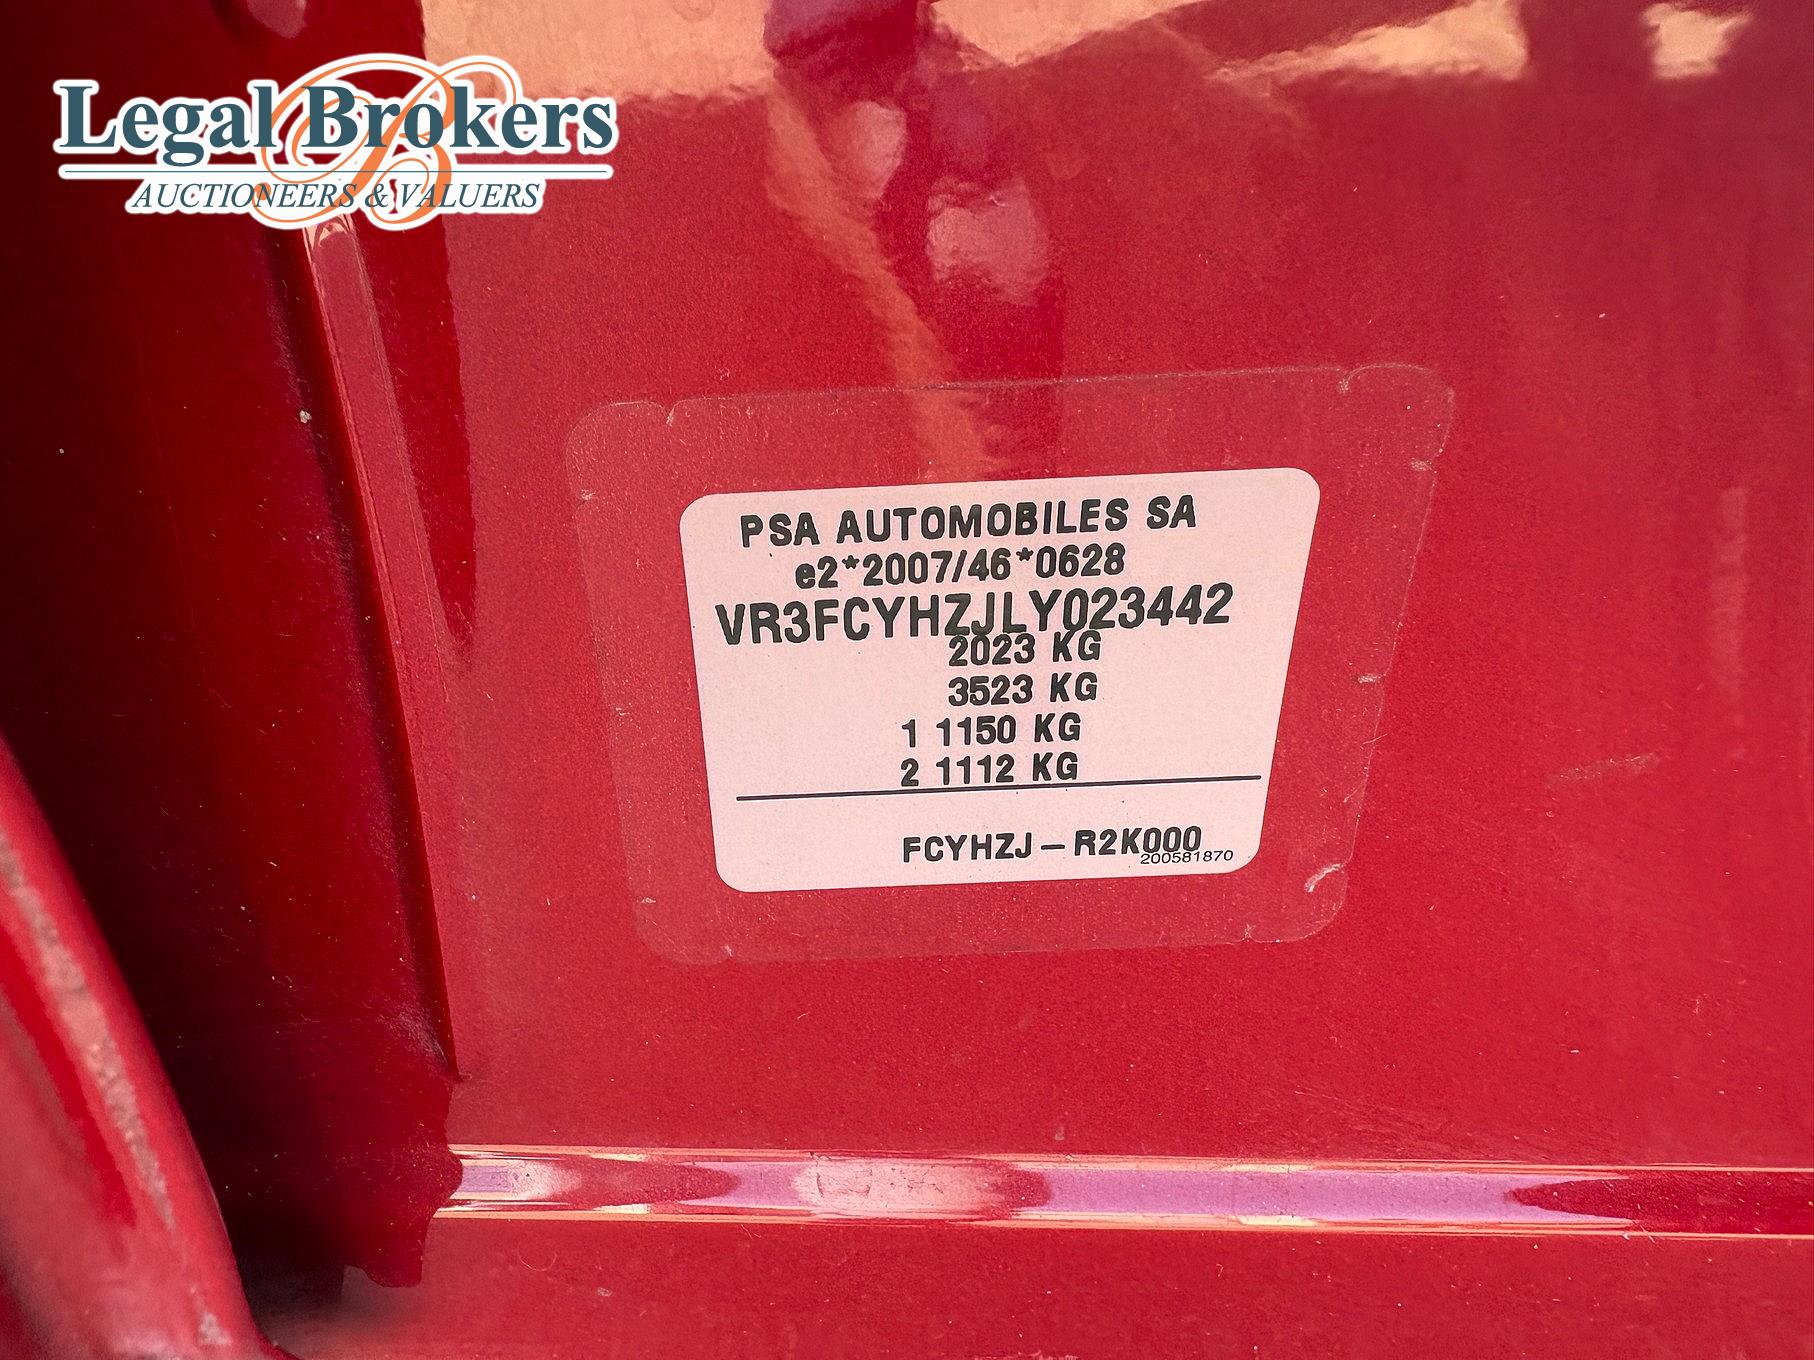 Legal Brokers
AUCTIONEERS & VALUERS
PSA AUTOMOBILES SA
e2*2007/46*0628
VR3FCYHZJLY023442
2023 KG
3523 KG
1 1150 KG
2 1112 KG
FCYHZJ – R2K000
200581870